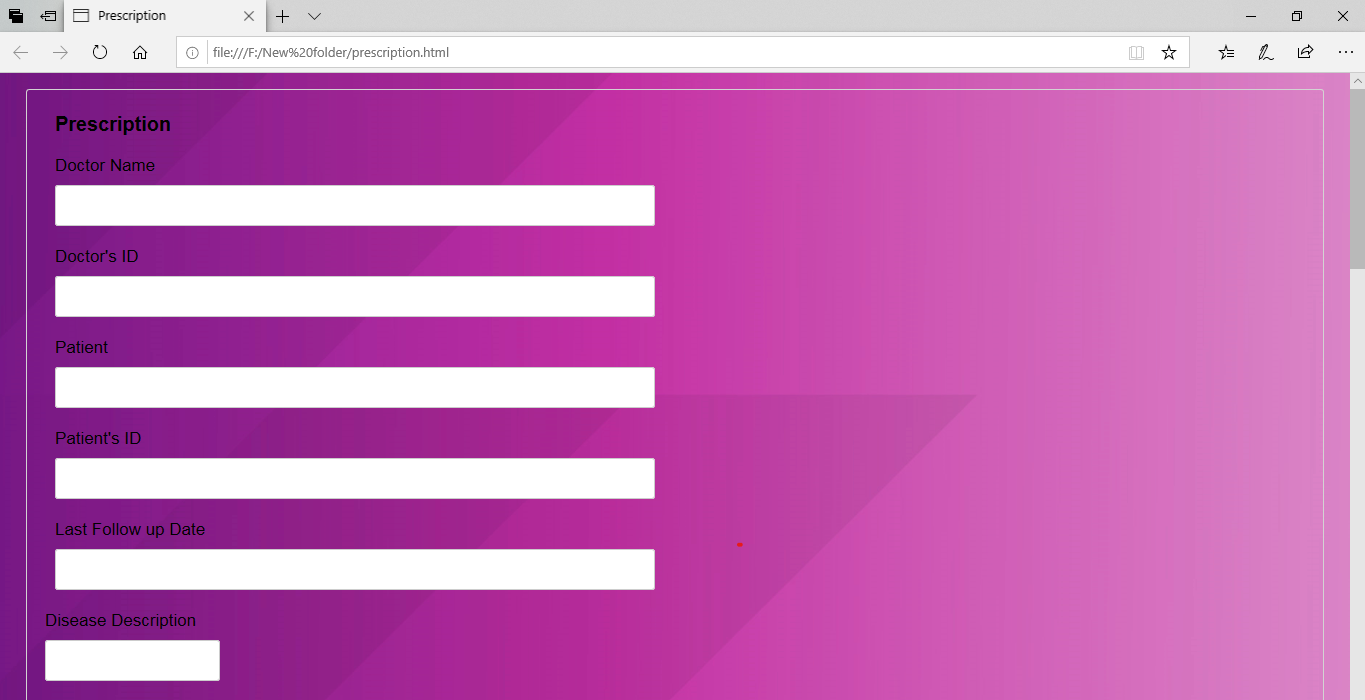 Prescription
file:///F:/New%20folder/prescription.html
Prescription
Doctor Name
Doctor's ID
Patient
Patient's ID
Last Follow up Date
Disease Description